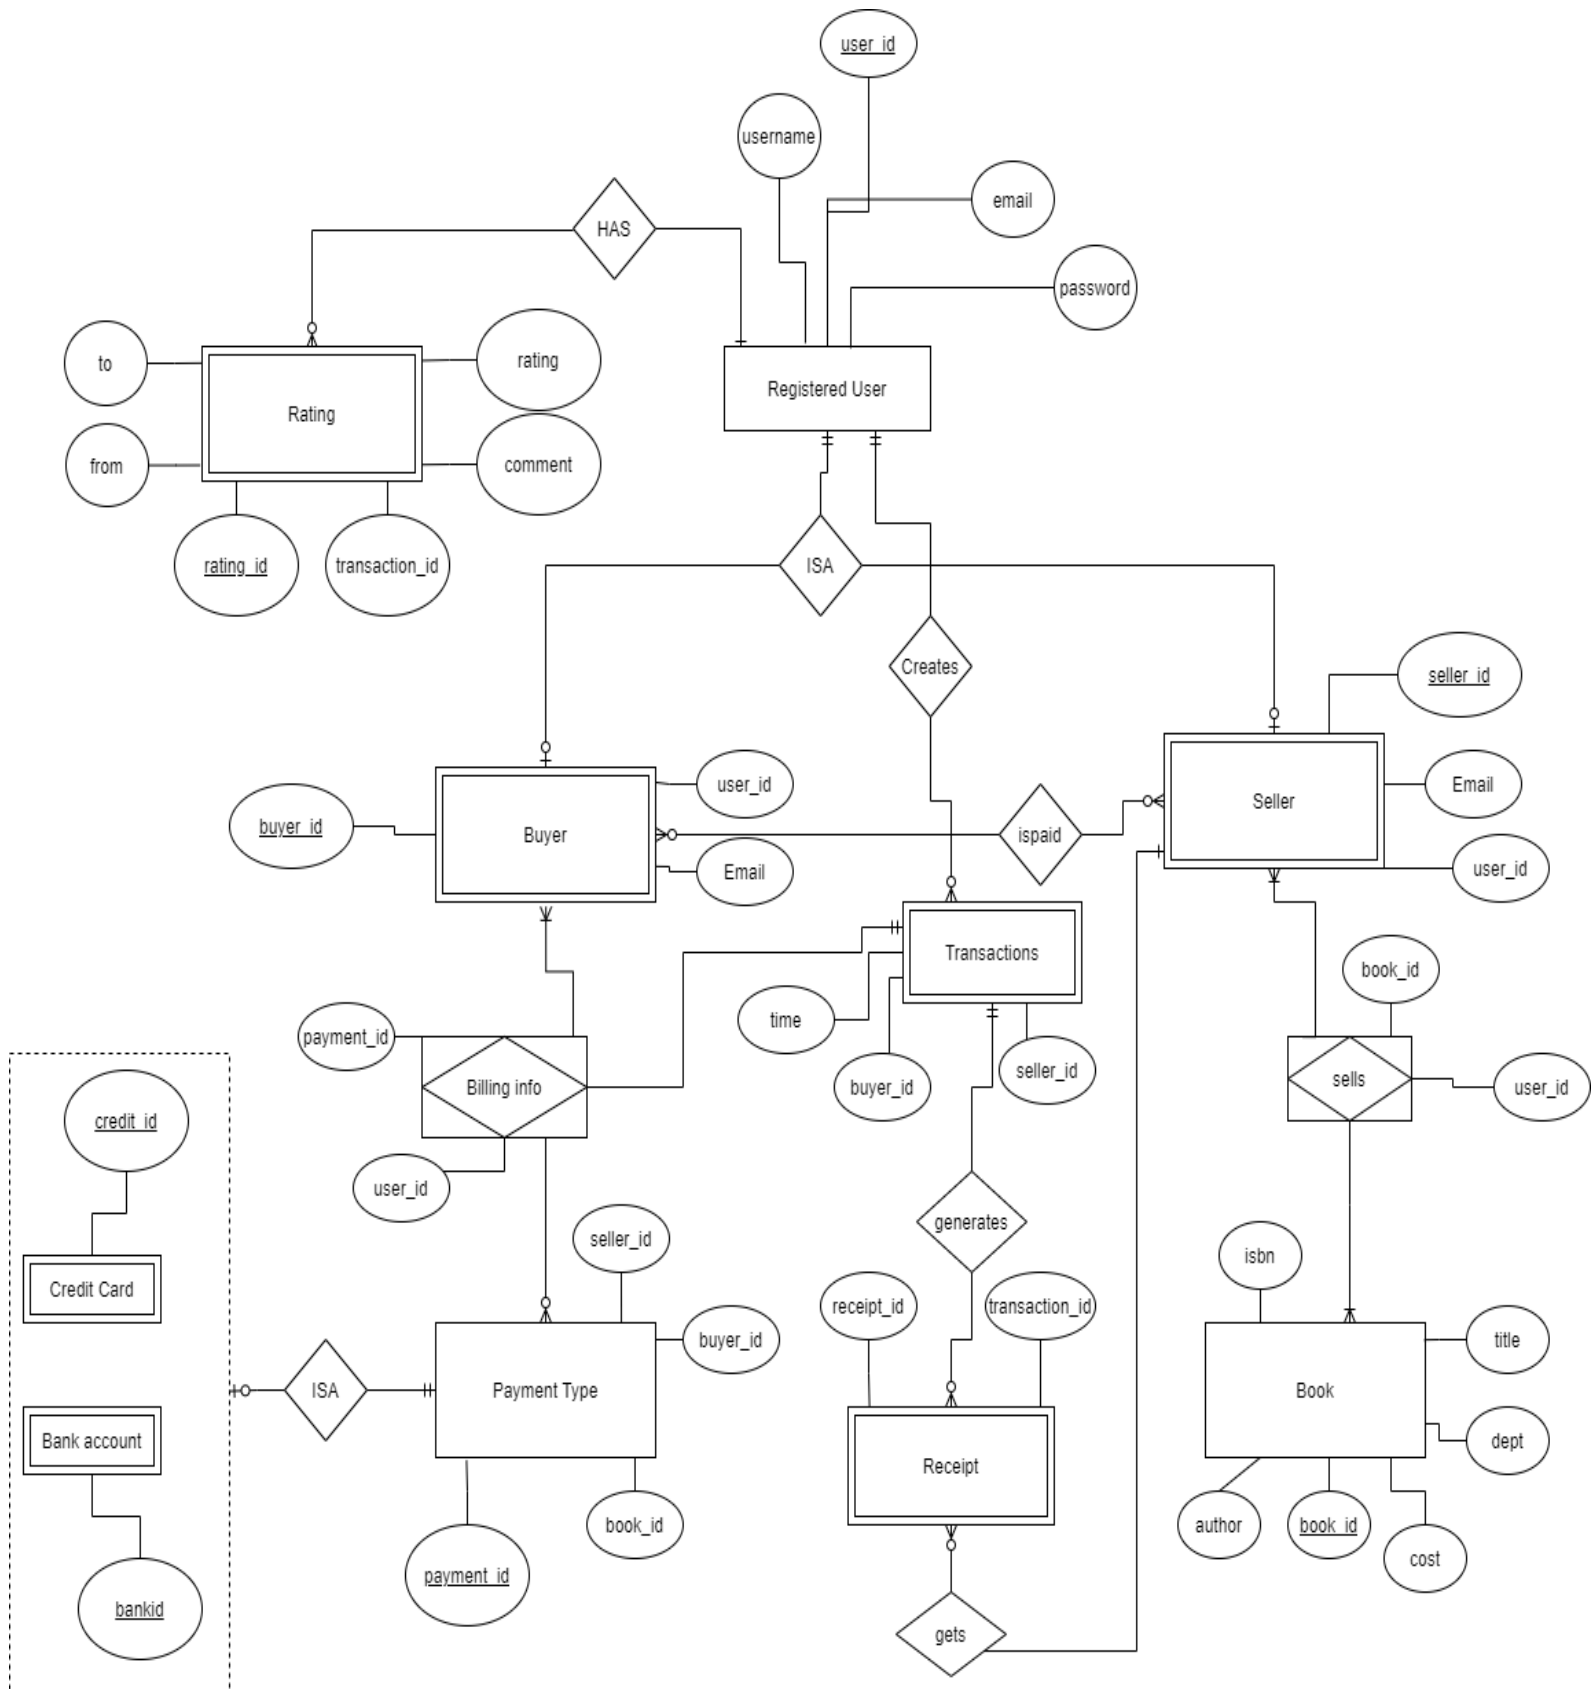 user_id
username
email
HAS
password
to
rating
Registered User
Rating
from
comment
rating_id
transaction_id
ISA
Creates
seller_id
user_id
Email
Seller
buyer_id
Buyer
ispaid
Email
user_id
Transactions
book_id
payment_id
time
Billing info
buyer_id
seller_id
sells
user_id
credit_id
user_id
generates
seller_id
isbn
Credit Card
receipt_id
transaction_id
buyer_id
title
ISA
Payment Type
Book
Bank account
dept
Receipt
book_id
author
book_id
cost
payment_id
bankid
gets